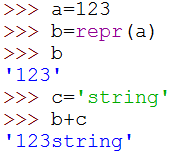 >>> a=123
>>> b=repr(a)
>>> b
'123'
>>> c='string'
>>> b+c
'123string'